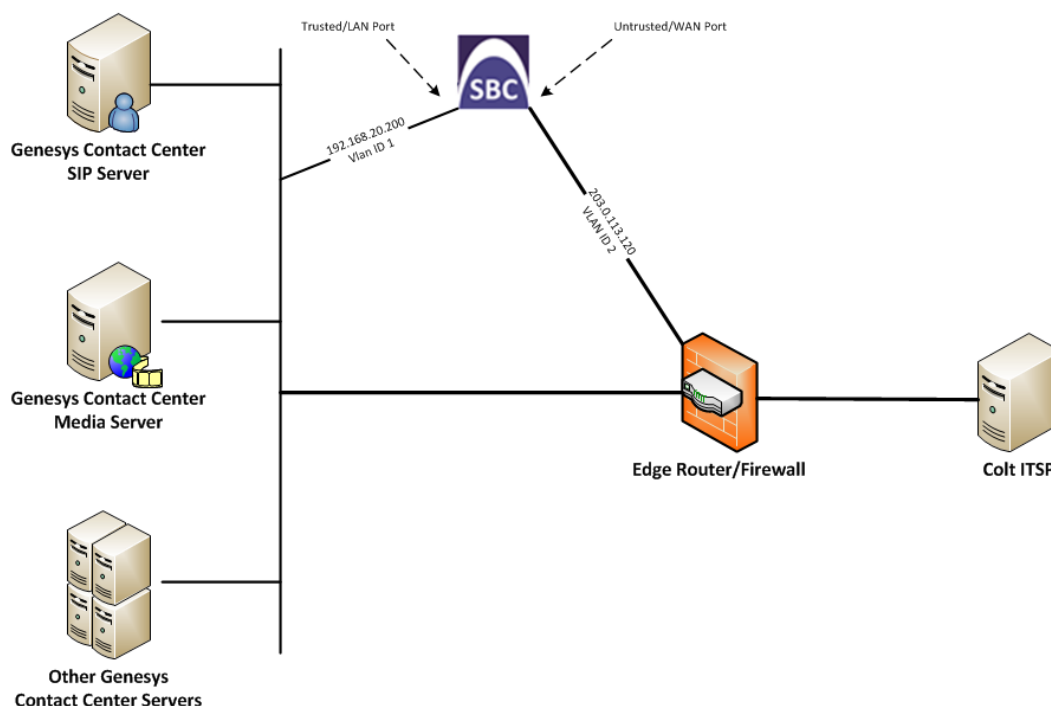 Trusted/LAN Port
Untrusted/WAN Port
SBC
192.168.20.200
Vlan ID 1
203.0.113.120
VLAN ID 2
Genesys Contact Center
SIP Server
Genesys Contact Center
Media Server
Edge Router/Firewall
Colt ITSP
Other Genesys
Contact Center Servers